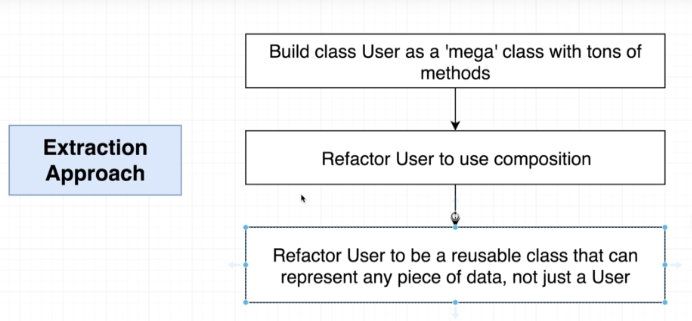 Build class User as a 'mega' class with tons of
methods
Extraction
Approach
Refactor User to use composition
Refactor User to be a reusable class that can
represent any piece of data, not just a User